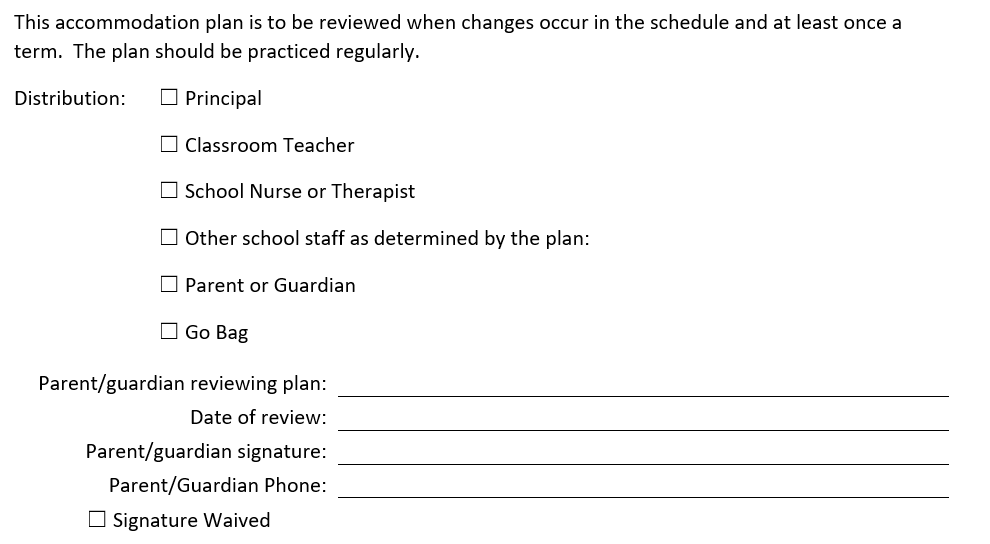 This accommodation plan is to be reviewed when changes occur in the schedule and at least once a
term.  The plan should be practiced regularly.
Distribution: ☐ Principal
☐ Classroom Teacher
☐ School Nurse or Therapist
☐ Other school staff as determined by the plan:
☐ Parent or Guardian
☐ Go Bag
Parent/guardian reviewing plan:
Date of review:
Parent/guardian signature:
Parent/Guardian Phone:
☐ Signature Waived